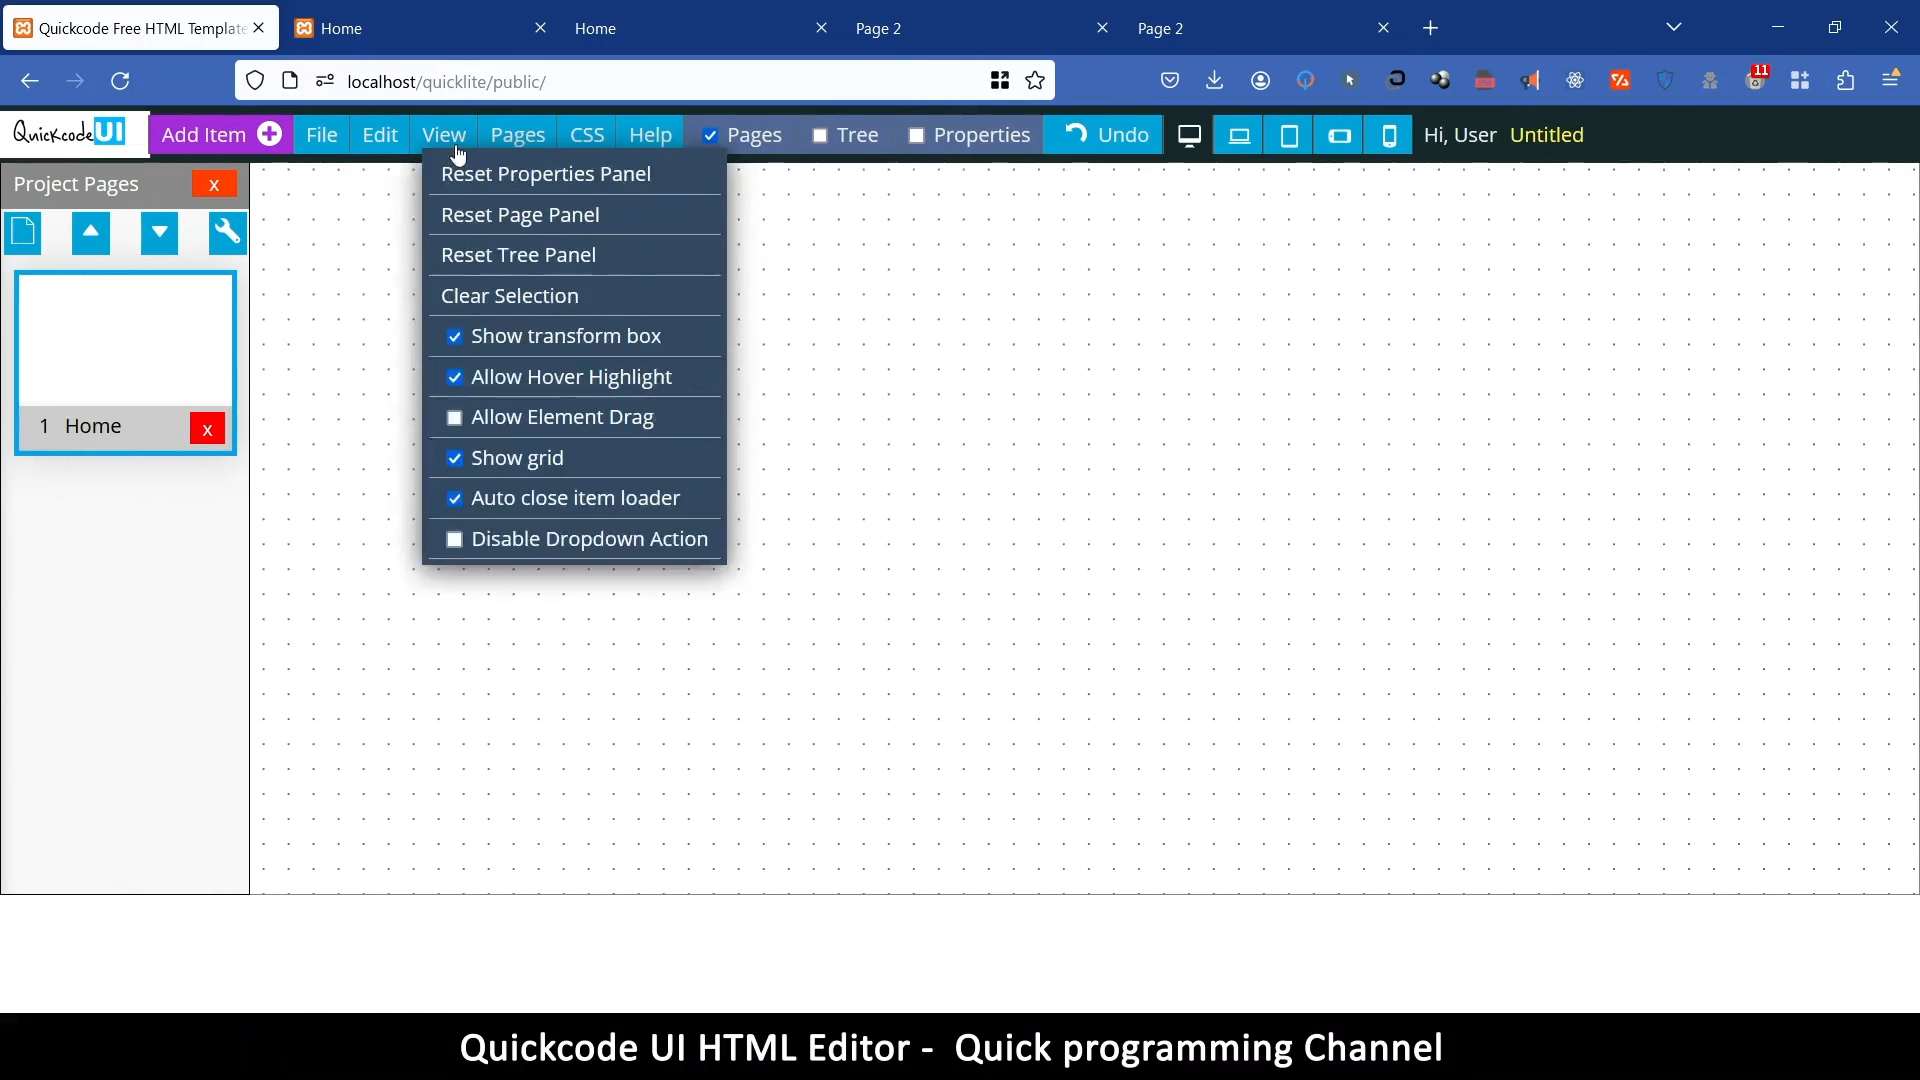 Quickcode Free HTML Template
Home
Home
Page 2
Page 2
localhost/quicklite/public/
11
Quickcode UI
Add Item
File
Edit
View
Pages
CSS
Help
Pages
Tree
Properties
Undo
Hi, User
Untitled
Project Pages
x
1 Home
x
Reset Properties Panel
Reset Page Panel
Reset Tree Panel
Clear Selection
Show transform box
Allow Hover Highlight
Allow Element Drag
Show grid
Auto close item loader
Disable Dropdown Action
Quickcode UI HTML Editor - Quick programming Channel